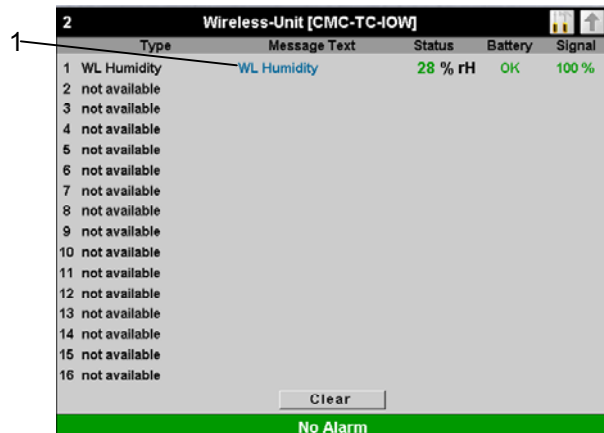 2 Wireless-Unit [CMC-TC-IOW]
1
Type Message Text Status Battery Signal
1 WL Humidity WL Humidity 28 % rH OK 100 %
2 not available
3 not available
4 not available
5 not available
6 not available
7 not available
8 not available
9 not available
10 not available
11 not available
12 not available
13 not available
14 not available
15 not available
16 not available
Clear
No Alarm